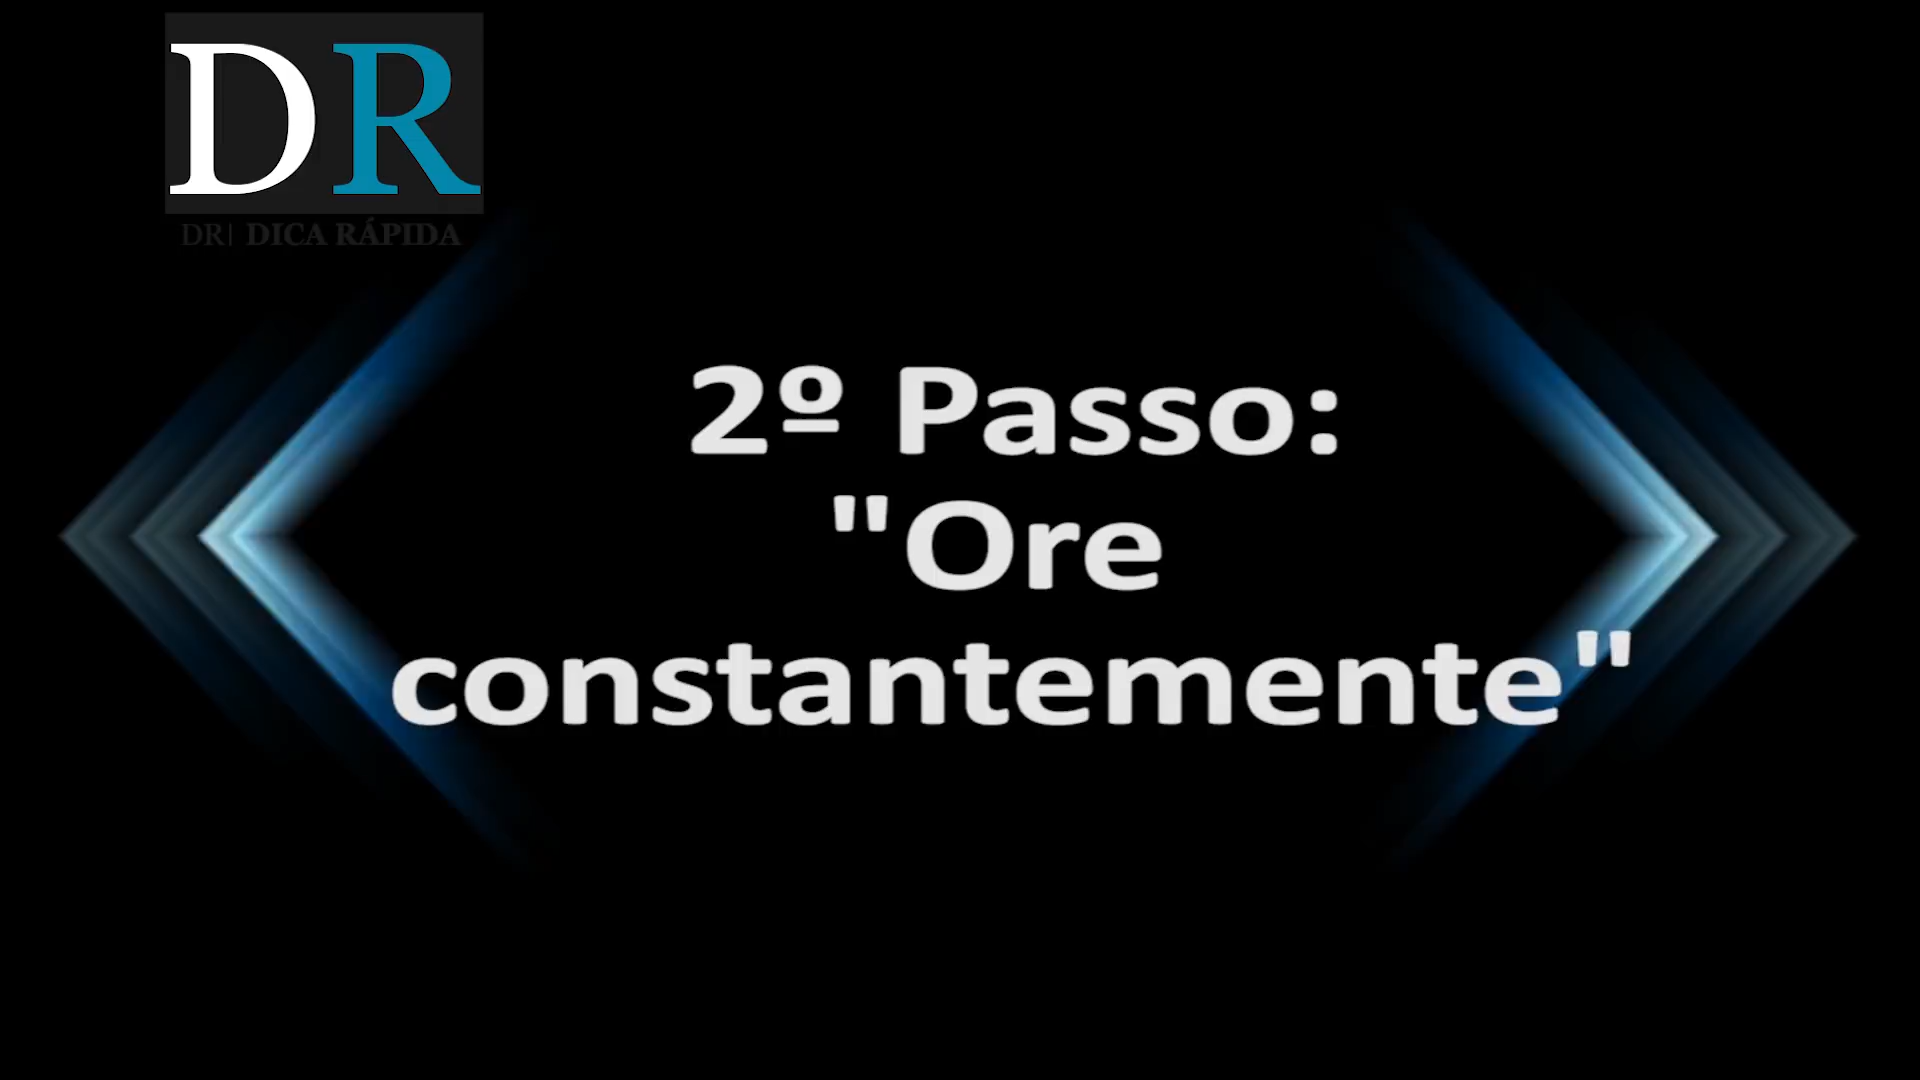 DR
DR| DICA RÁPIDA
2º Passo:
"Ore
constantemente"